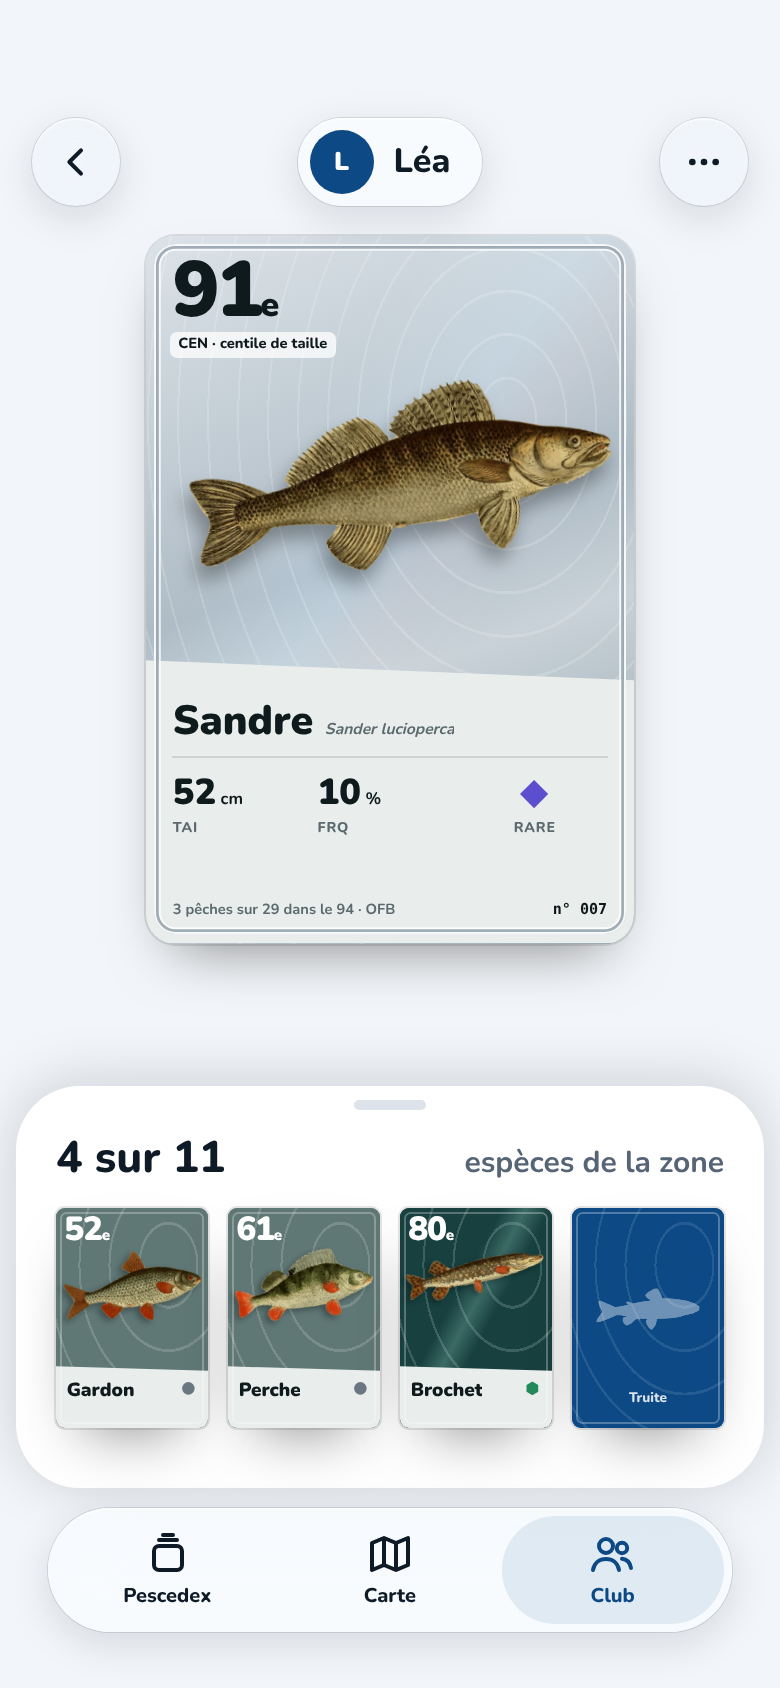 L Léa
91e
CEN · centile de taille
Sandre Sander lucioperca
52 cm 10 %
TAI FRQ RARE
3 pêches sur 29 dans le 94 · OFB n° 007
4 sur 11 espèces de la zone
52e 61e 80e
Gardon Perche Brochet Truite
Pescedex Carte Club